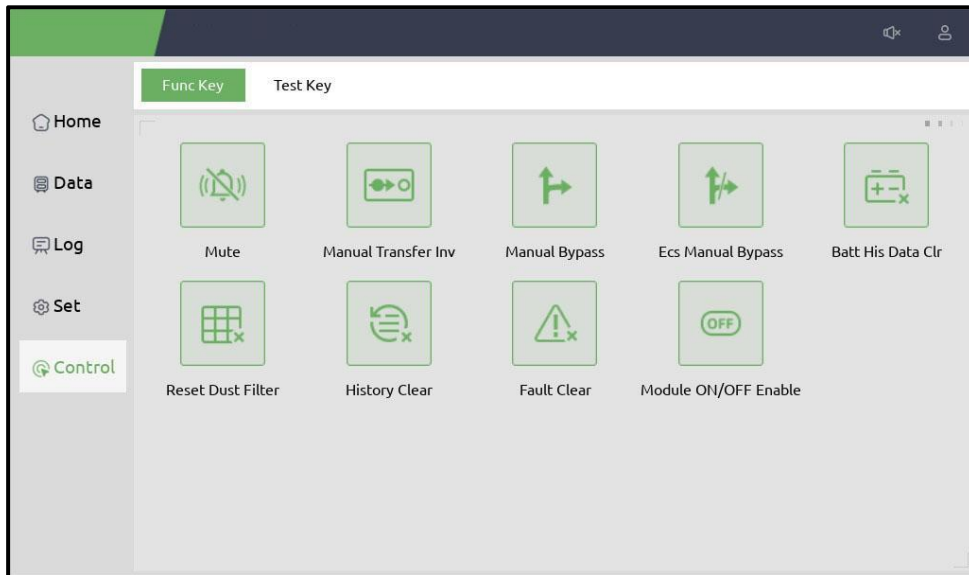 Func Key
Test Key
Home
Data
Log
Set
Control
Mute
Manual Transfer Inv
Manual Bypass
Ecs Manual Bypass
Batt His Data Clr
Reset Dust Filter
History Clear
Fault Clear
OFF
Module ON/OFF Enable